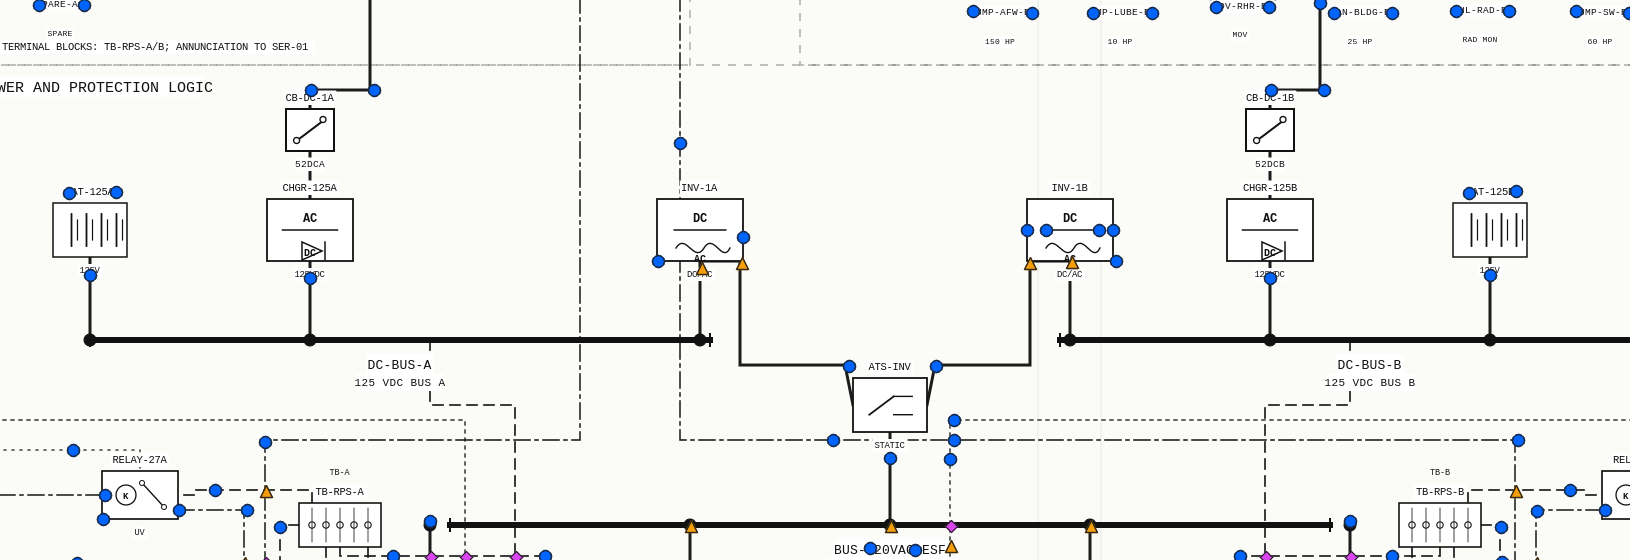 SPARE
150 HP
10 HP
MOV
25 HP
RAD MON
60 HP
TERMINAL BLOCKS: TB-RPS-A/B; ANNUNCIATION TO SER-01
WER AND PROTECTION LOGIC
CB-DC-1A
CB-DC-1B
52DCA
52DCB
CHGR-125A
INV-1A
INV-1B
CHGR-125B
AC
DC
DC
AC
DC
AC
DC
DC/AC
DC/AC
DC-BUS-A
125 VDC BUS A
ATS-INV
DC-BUS-B
125 VDC BUS B
STATIC
RELAY-27A
TB-A
TB-B
K
TB-RPS-A
TB-RPS-B
K
UV